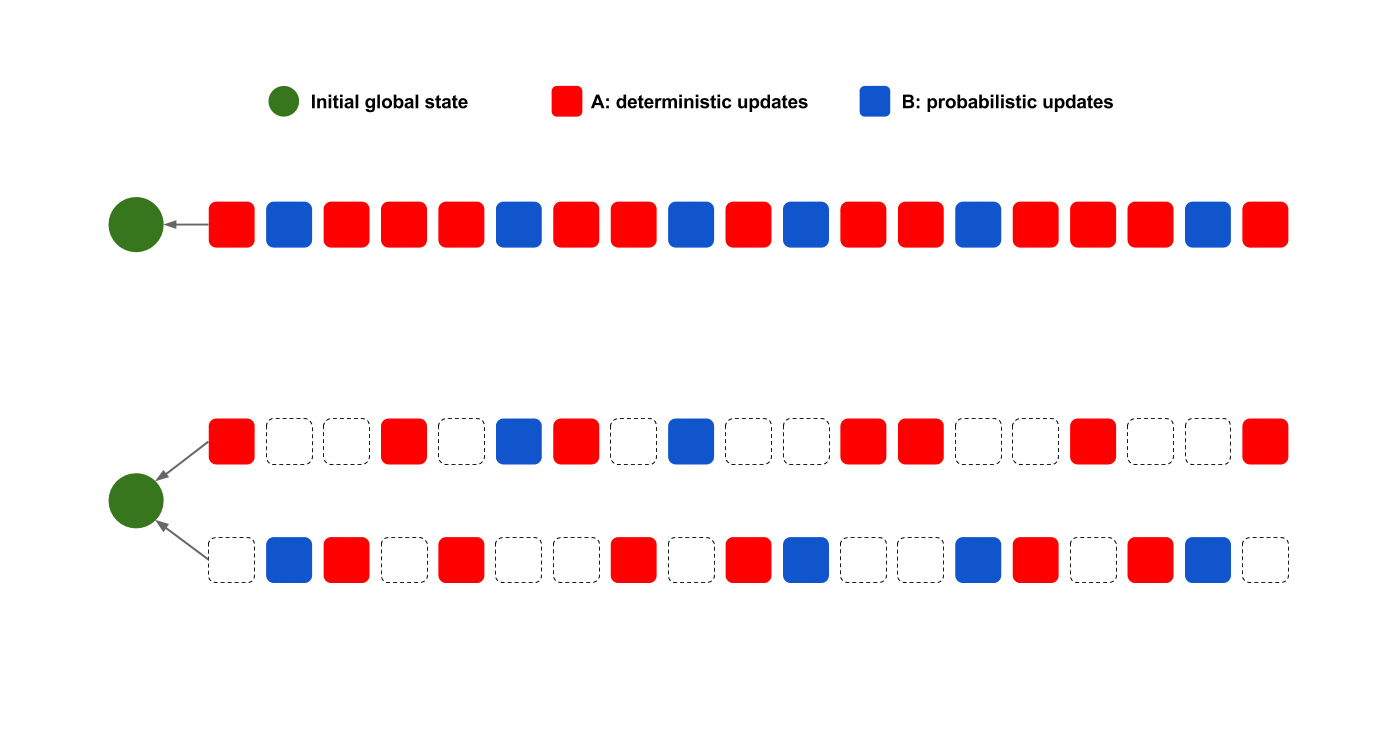 Initial global state
A: deterministic updates
B: probabilistic updates